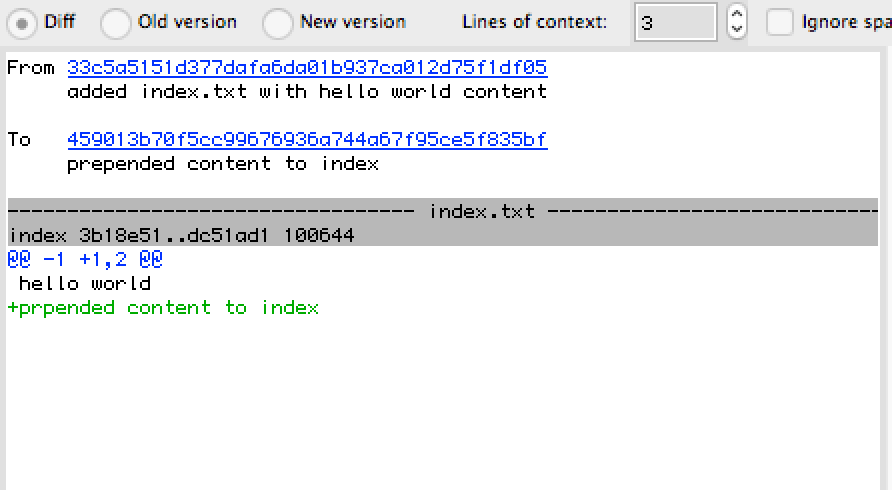 Diff Old version New version Lines of context: 3 Ignore spa
From 33c5a5151d377dafa6da01b937ca012d75f1df05
added index.txt with hello world content
To 459013b70f5cc99676936a744a67f95ce5f835bf
prepended content to index
---------------------------------- index.txt ----------------------------
index 3b18e51..dc51ad1 100644
@@ -1 +1,2 @@
hello world
+prpended content to index